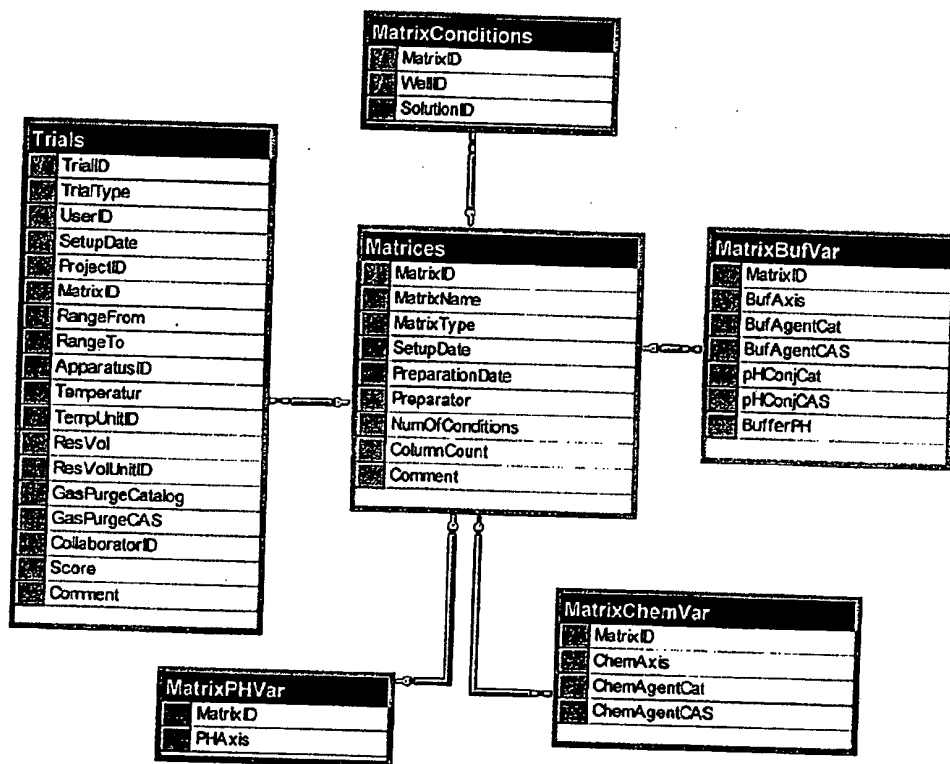 MatrixConditions
MatrixID
WellID
SolutionID
Trials
TrialID
TrialType
UserID
SetupDate
ProjectID
MatrixID
RangeFrom
RangeTo
ApparatusID
Temperatur
TempUnitID
ResVol
ResVolUnitID
GasPurgeCatalog
GasPurgeCAS
CollaboratorID
Score
Comment
Matrices
MatrixID
MatrixName
MatrixType
SetupDate
PreparationDate
Preparator
NumOfConditions
ColumnCount
Comment
MatrixBufVar
MatrixID
BufAxis
BufAgentCat
BufAgentCAS
pHConjCat
pHConjCAS
BufferPH
MatrixPHVar
MatrixID
PHAxis
MatrixChemVar
MatrixID
ChemAxis
ChemAgentCat
ChemAgentCAS